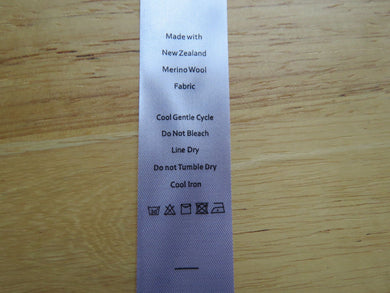 Made with
New Zealand
Merino Wool
Fabric
Cool Gentle Cycle
Do Not Bleach
Line Dry
Do not Tumble Dry
Cool Iron